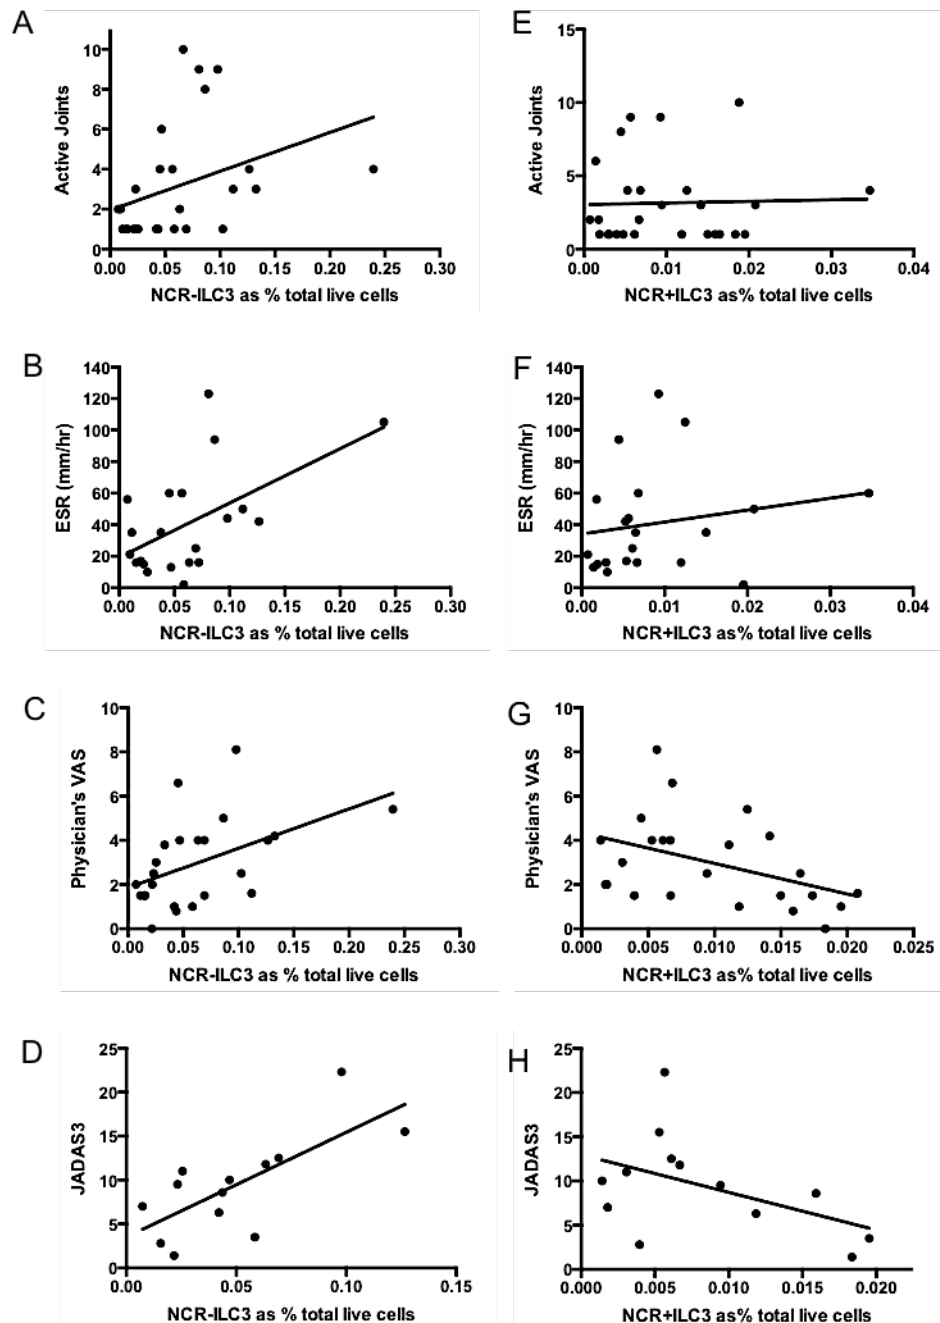 A
Active Joints
10
8
6
4
2
0
0.00 0.05 0.10 0.15 0.20 0.25 0.30
NCR-ILC3 as % total live cells
E
Active Joints
15
10
5
0
0.00 0.01 0.02 0.03 0.04
NCR+ILC3 as% total live cells
B
ESR (mm/hr)
140
120
100
80
60
40
20
0
0.00 0.05 0.10 0.15 0.20 0.25 0.30
NCR-ILC3 as % total live cells
F
ESR (mm/hr)
140
120
100
80
60
40
20
0
0.00 0.01 0.02 0.03 0.04
NCR+ILC3 as% total live cells
C
Physician's VAS
10
8
6
4
2
0
0.00 0.05 0.10 0.15 0.20 0.25 0.30
NCR-ILC3 as % total live cells
G
Physician's VAS
10
8
6
4
2
0
0.000 0.005 0.010 0.015 0.020 0.025
NCR+ILC3 as% total live cells
D
JADAS3
25
20
15
10
5
0
0.00 0.05 0.10 0.15
NCR-ILC3 as % total live cells
H
JADAS3
25
20
15
10
5
0
0.000 0.005 0.010 0.015 0.020
NCR+ILC3 as% total live cells